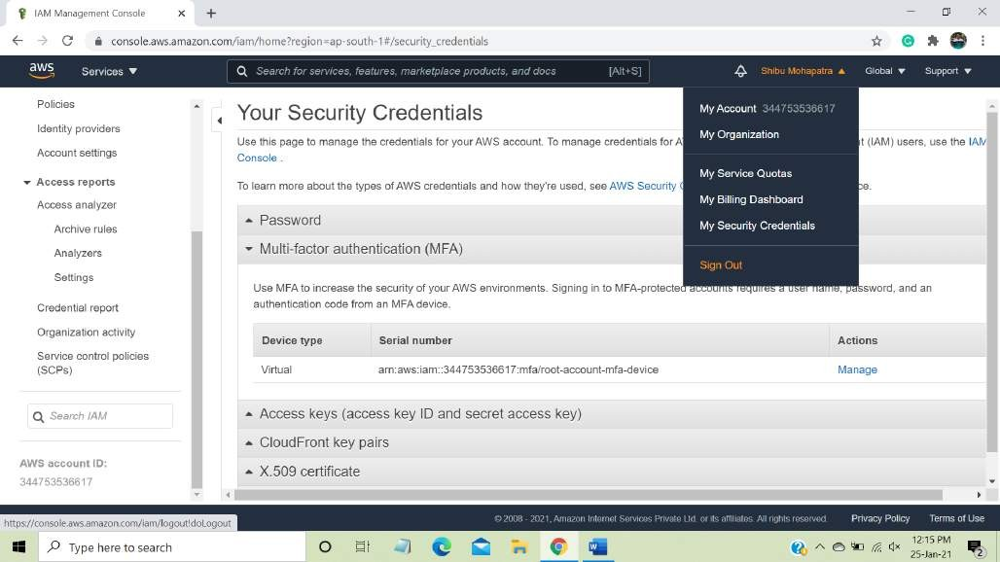 IAM Management Console
console.aws.amazon.com/iam/home?region=ap-south-1#/security_credentials
aws
Services
Search for services, features, marketplace products, and docs [Alt+S]
Shibu Mohapatra
Global
Support
Policies
Identity providers
Account settings
Access reports
Access analyzer
Archive rules
Analyzers
Settings
Credential report
Organization activity
Service control policies
(SCPs)
Search IAM
AWS account ID:
344753536617
My Account 344753536617
My Organization
My Service Quotas
My Billing Dashboard
My Security Credentials
Sign Out
Your Security Credentials
Use this page to manage the credentials for your AWS account. To manage credentials for (IAM) users, use the IAM
Console .
To learn more about the types of AWS credentials and how they're used, see AWS Security
Password
Multi-factor authentication (MFA)
Use MFA to increase the security of your AWS environments. Signing in to MFA-protected accounts requires a user name, password, and an
authentication code from an MFA device.
Device type Serial number Actions
Virtual arn:aws:iam::344753536617:mfa/root-account-mfa-device Manage
Access keys (access key ID and secret access key)
CloudFront key pairs
X.509 certificate
https://console.aws.amazon.com/iam/logout!doLogout
© 2008 - 2021, Amazon Internet Services Private Ltd. or its affiliates. All rights reserved. Privacy Policy Terms of Use
Type here to search
12:15 PM
25-Jan-21
2